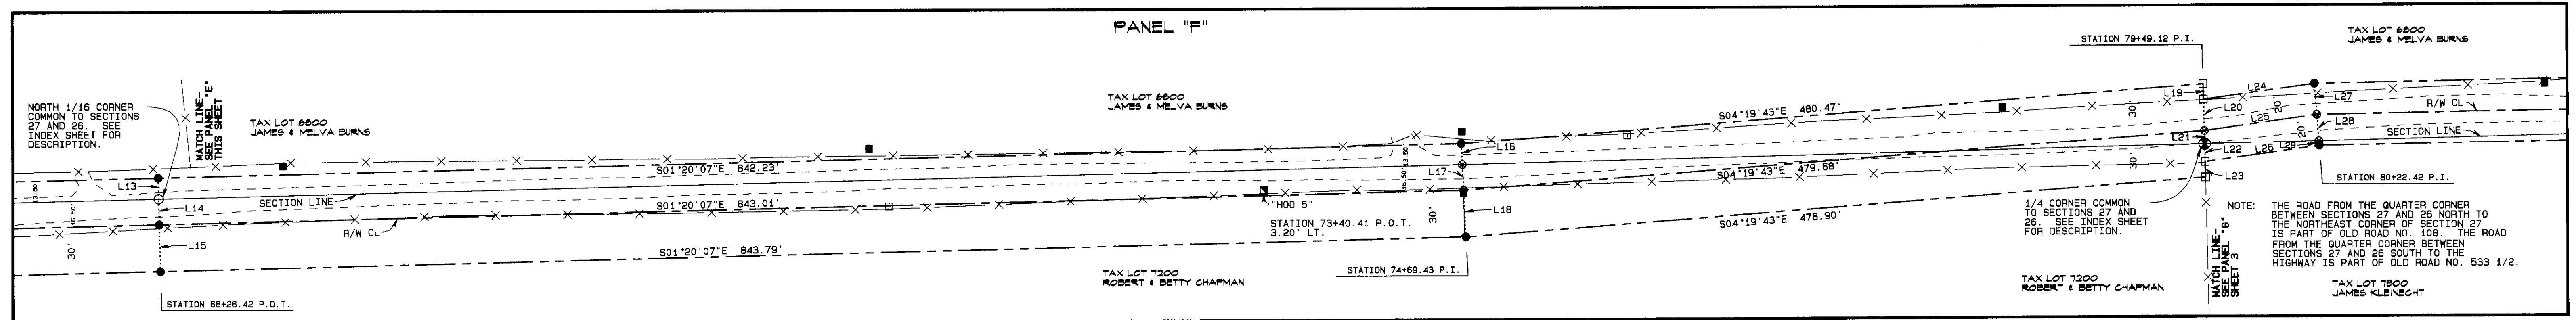 PANEL "F"
NORTH 1/16 CORNER
COMMON TO SECTIONS
27 AND 26. SEE
INDEX SHEET FOR
DESCRIPTION.
MATCH LINE-
SEE PANEL "E"
THIS SHEET
TAX LOT 6800
JAMES & MELVA BURNS
TAX LOT 6800
JAMES & MELVA BURNS
STATION 79+49.12 P.I.
TAX LOT 6800
JAMES & MELVA BURNS
13.50
16.50'
30'
L13
L14
L15
SECTION LINE
R/W CL
S01°20'07"E 842.23'
S01°20'07"E 843.01'
S01°20'07"E 843.79'
STATION 66+26.42 P.O.T.
"HOD 5"
STATION 73+40.41 P.O.T.
3.20' LT.
13.50
16.50'
30'
L16
L17
L18
STATION 74+69.43 P.I.
TAX LOT 7200
ROBERT & BETTY CHAPMAN
S04°19'43"E 480.47'
S04°19'43"E 479.68'
S04°19'43"E 478.90'
30'
30'
L19
L20
L21
L22
L23
L24
L25
L26
L27
L28
L29
20'
20'
R/W CL
SECTION LINE
STATION 80+22.42 P.I.
1/4 CORNER COMMON
TO SECTIONS 27 AND
26. SEE INDEX SHEET
FOR DESCRIPTION.
MATCH LINE-
SEE PANEL "G"
SHEET 3
NOTE: THE ROAD FROM THE QUARTER CORNER
BETWEEN SECTIONS 27 AND 26 NORTH TO
THE NORTHEAST CORNER OF SECTION 27
IS PART OF OLD ROAD NO. 108. THE ROAD
FROM THE QUARTER CORNER BETWEEN
SECTIONS 27 AND 26 SOUTH TO THE
HIGHWAY IS PART OF OLD ROAD NO. 533 1/2.
TAX LOT 7200
ROBERT & BETTY CHAPMAN
TAX LOT 7300
JAMES KLEINECHT